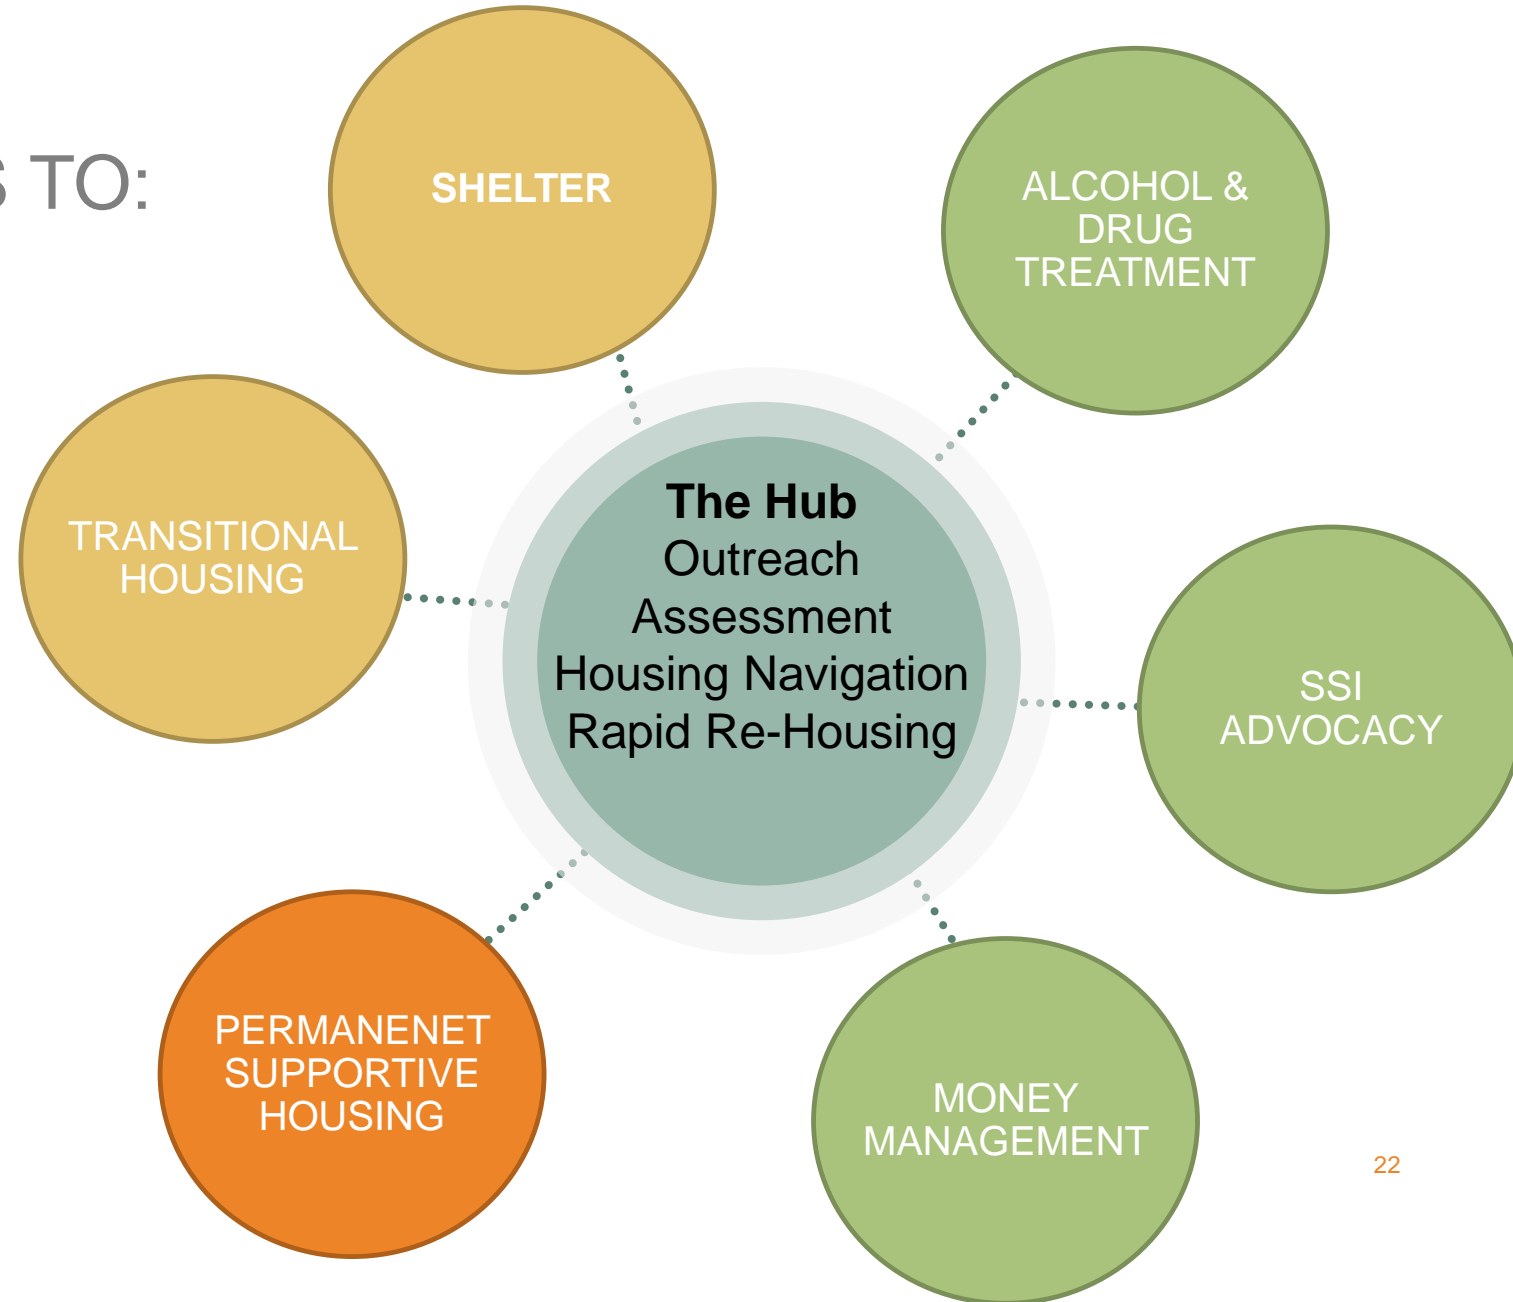 S TO:
SHELTER
ALCOHOL &
DRUG
TREATMENT
TRANSITIONAL
HOUSING
The Hub
Outreach
Assessment
Housing Navigation
Rapid Re-Housing
SSI
ADVOCACY
PERMANENET
SUPPORTIVE
HOUSING
MONEY
MANAGEMENT
22